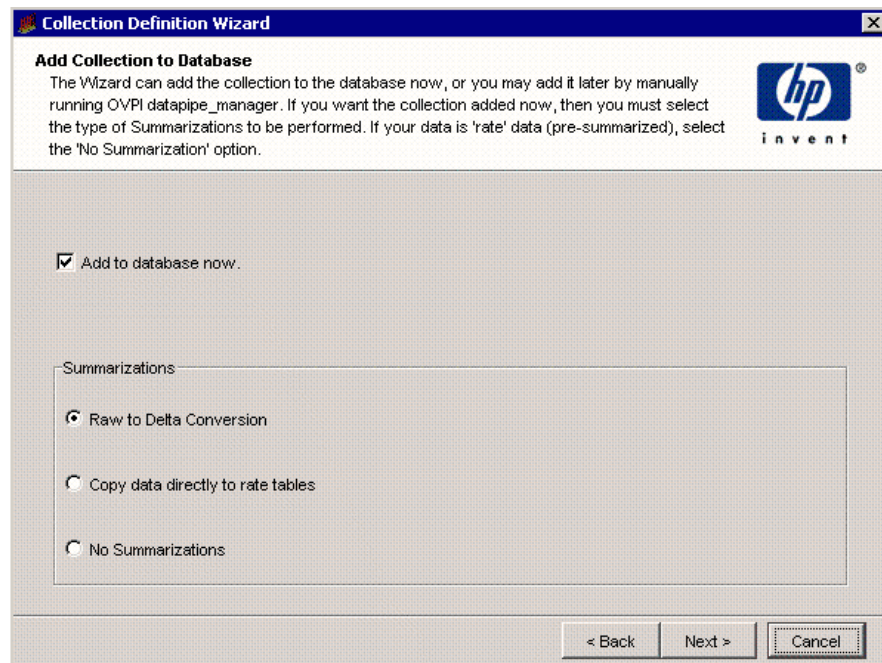 Collection Definition Wizard
Add Collection to Database
The Wizard can add the collection to the database now, or you may add it later by manually
running OVPI datapipe_manager. If you want the collection added now, then you must select
the type of Summarizations to be performed. If your data is 'rate' data (pre-summarized), select
the 'No Summarization' option.
hp
®
invent
Add to database now.
Summarizations
Raw to Delta Conversion
Copy data directly to rate tables
No Summarizations
< Back
Next >
Cancel